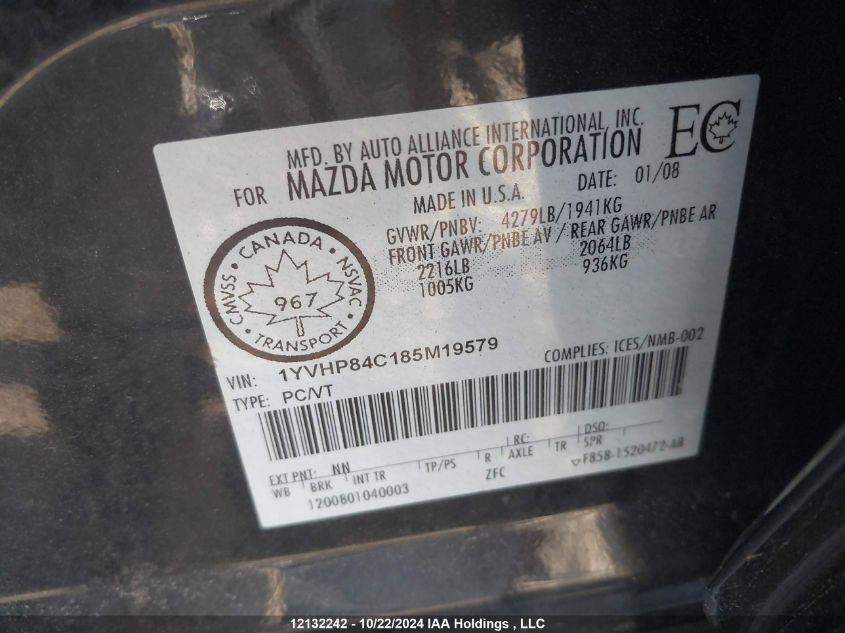 MFD. BY AUTO ALLIANCE INTERNATIONAL, INC.
FOR MAZDA MOTOR CORPORATION
EC
MADE IN U.S.A. DATE: 01/08
GVWR/PNBV: 4279LB/1941KG
FRONT GAWR/PNBE AV / REAR GAWR/PNBE AR
2216LB 2064LB
1005KG 936KG
CANADA
CMVSS NSVAC
967
TRANSPORT
VIN: 1YVHP84C185M19579 COMPLIES: ICES/NMB-002
TYPE: PC/VT
EXT PNT: NN RC: DSO:
WB BRK INT TR TP/PS R AXLE TR SPR
1200801040003 ZFC F858-1520472-AB
12132242 - 10/22/2024 IAA Holdings , LLC